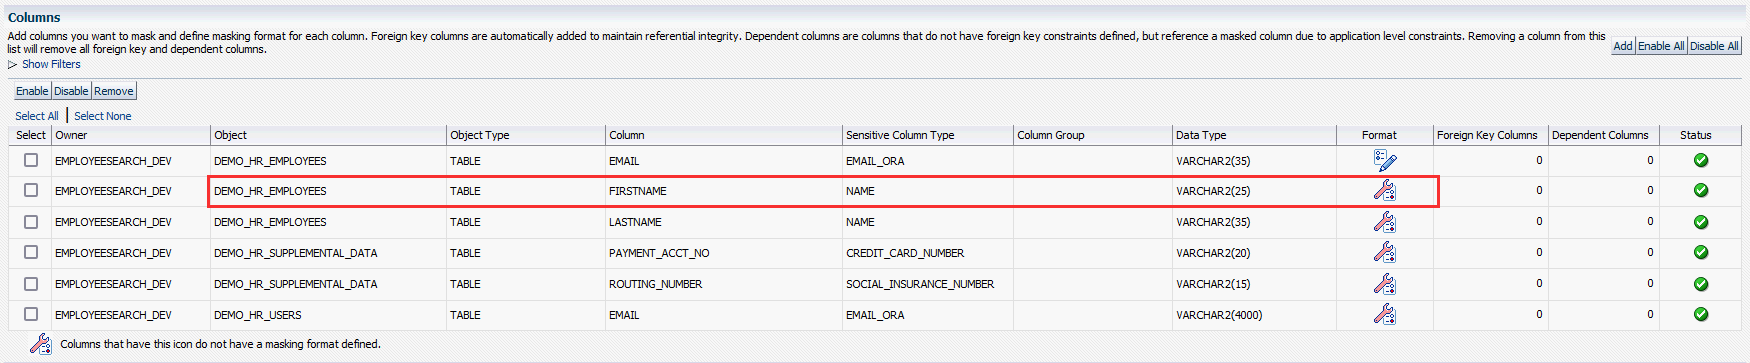 Columns
Add columns you want to mask and define masking format for each column. Foreign key columns are automatically added to maintain referential integrity. Dependent columns are columns that do not have foreign key constraints defined, but reference a masked column due to application level constraints. Removing a column from this
list will remove all foreign key and dependent columns.
Add Enable All Disable All
Show Filters
Enable Disable Remove
Select All | Select None
Select Owner Object Object Type Column Sensitive Column Type Column Group Data Type Format Foreign Key Columns Dependent Columns Status
EMPLOYEESEARCH_DEV DEMO_HR_EMPLOYEES TABLE EMAIL EMAIL_ORA VARCHAR2(35) 0 0
EMPLOYEESEARCH_DEV DEMO_HR_EMPLOYEES TABLE FIRSTNAME NAME VARCHAR2(25) 0 0
EMPLOYEESEARCH_DEV DEMO_HR_EMPLOYEES TABLE LASTNAME NAME VARCHAR2(35) 0 0
EMPLOYEESEARCH_DEV DEMO_HR_SUPPLEMENTAL_DATA TABLE PAYMENT_ACCT_NO CREDIT_CARD_NUMBER VARCHAR2(20) 0 0
EMPLOYEESEARCH_DEV DEMO_HR_SUPPLEMENTAL_DATA TABLE ROUTING_NUMBER SOCIAL_INSURANCE_NUMBER VARCHAR2(15) 0 0
EMPLOYEESEARCH_DEV DEMO_HR_USERS TABLE EMAIL EMAIL_ORA VARCHAR2(4000) 0 0
Columns that have this icon do not have a masking format defined.